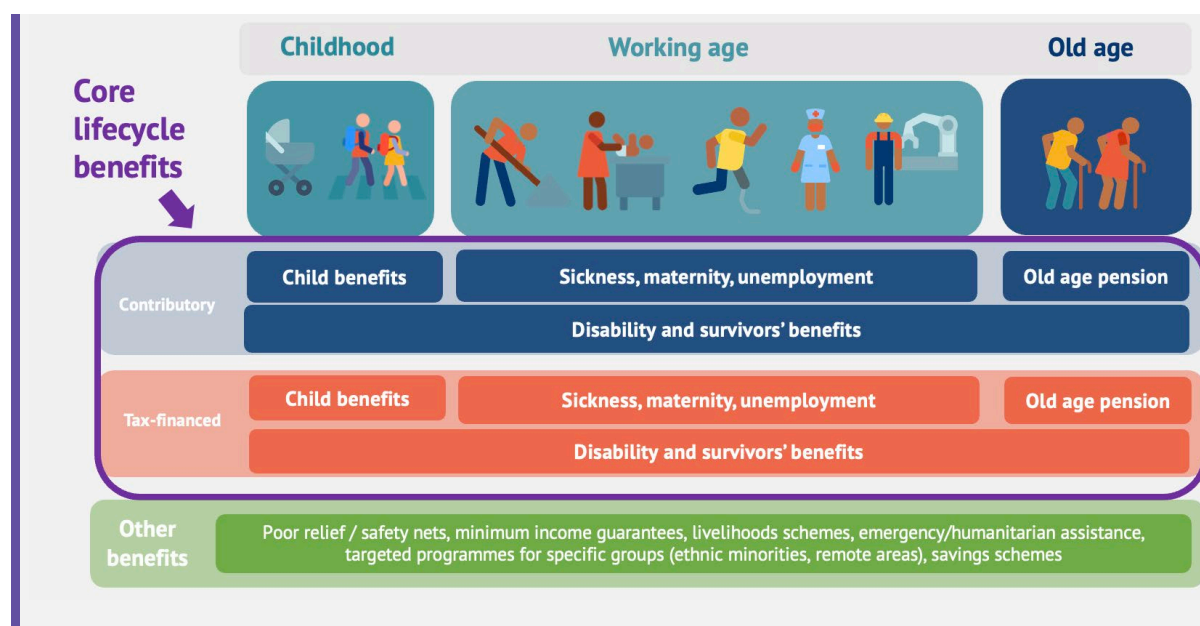 Childhood
Working age
Old age
Core
lifecycle
benefits
Contributory
Child benefits
Sickness, maternity, unemployment
Old age pension
Disability and survivors' benefits
Tax-financed
Child benefits
Sickness, maternity, unemployment
Old age pension
Disability and survivors' benefits
Other
benefits
Poor relief / safety nets, minimum income guarantees, livelihoods schemes, emergency/humanitarian assistance,
targeted programmes for specific groups (ethnic minorities, remote areas), savings schemes